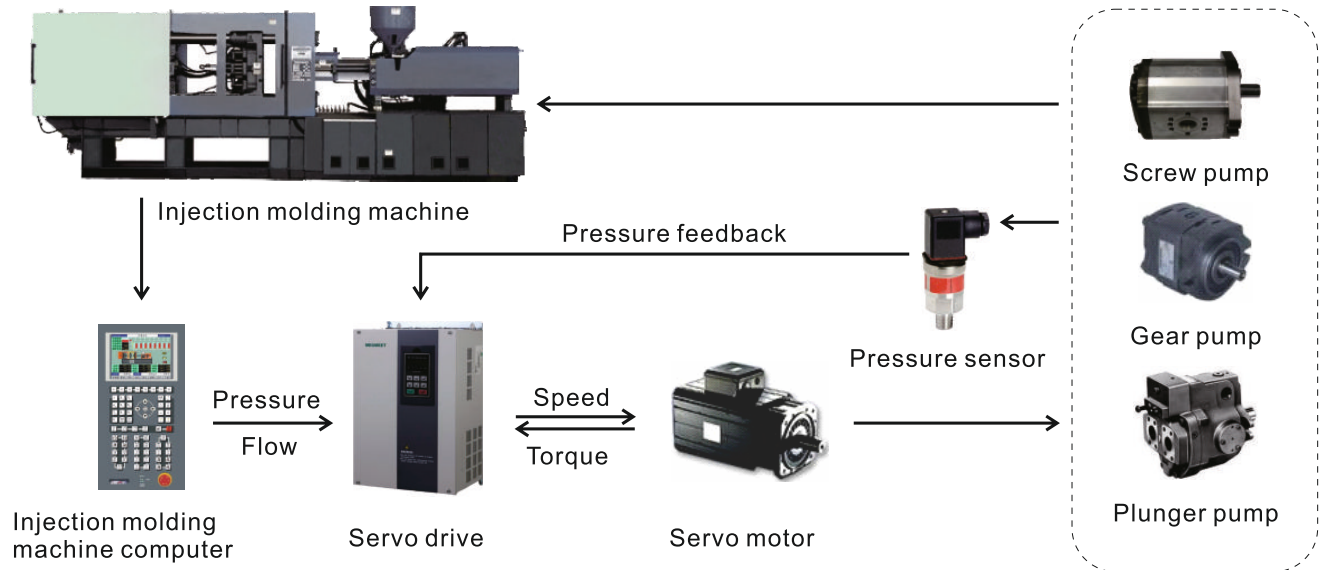 Screw pump
Injection molding machine
Pressure feedback
Gear pump
Pressure sensor
Pressure
Flow
Speed
Torque
Plunger pump
Injection molding
machine computer
Servo drive
Servo motor